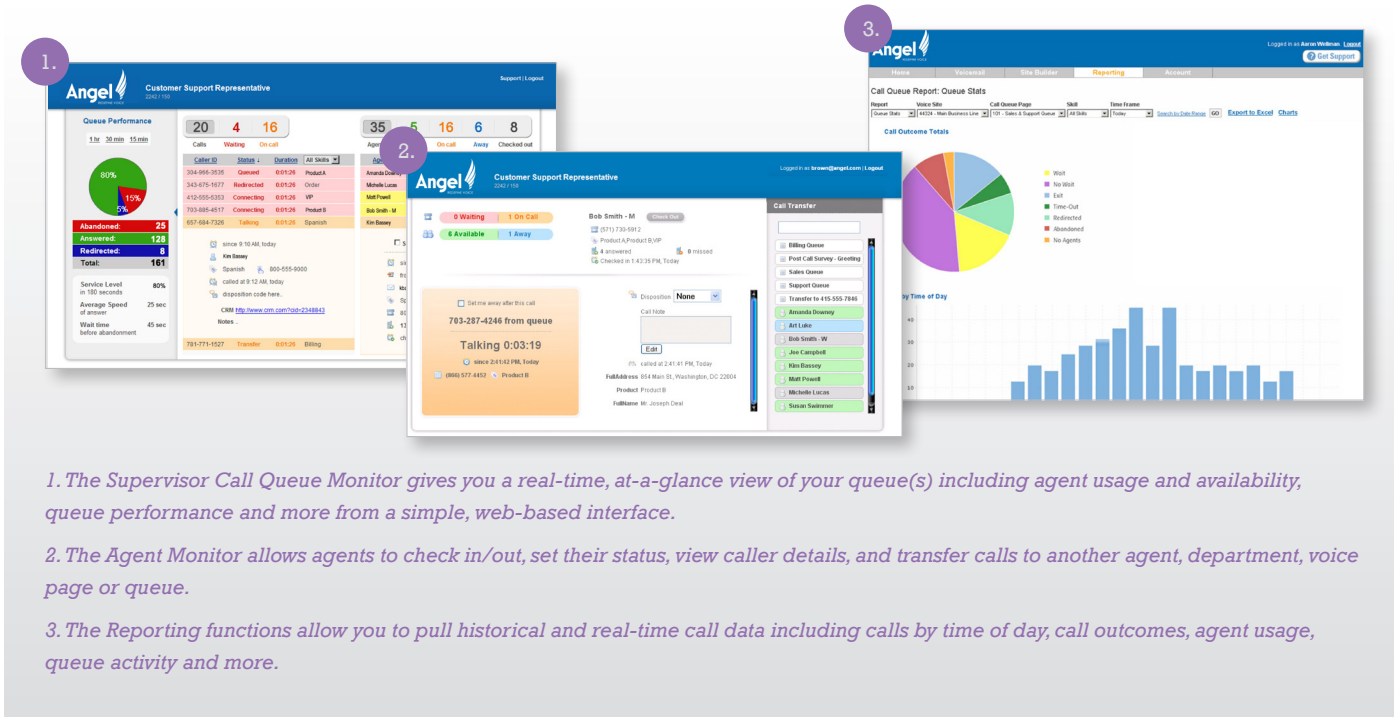 1.
Angel
Customer Support Representative
2242 / 150
Support | Logout
Queue Performance
1 hr 30 min 15 min
80%
15%
5%
Abandoned: 25
Answered: 128
Redirected: 8
Total: 161
Service Level 80%
in 180 seconds
Average Speed 25 sec
of answer
Wait time 45 sec
before abandonment
20 4 16
Calls Waiting On call
Caller ID Status ↓ Duration All Skills
304-966-3535 Queued 0:01:26 Product A
343-675-1677 Redirected 0:01:26 Order
412-555-5353 Connecting 0:01:26 VIP
703-885-4517 Connecting 0:01:26 Product B
657-684-7326 Talking 0:01:26 Spanish
since 9:10 AM, today
Kim Bassey
Spanish 800-555-9000
called at 9:12 AM, today
disposition code here..
CRM http://www.crm.com?cid=2348843
Notes ..
781-771-1527 Transfer 0:01:26 Billing
35 5 16 6 8
On call Away Checked out
Amanda Downey
Michelle Lucas
Matt Powell
Bob Smith - M
Kim Bassey
2.
Angel
Customer Support Representative
2242 / 150
Logged in as brown@angel.com | Logout
0 Waiting 1 On Call
6 Available 1 Away
Bob Smith - M Check Out
(571) 730-5912
Product A,Product B,VIP
4 answered 0 missed
Checked in 1:43:35 PM, Today
Set me away after this call
703-287-4246 from queue
Talking 0:03:19
since 2:41:42 PM, Today
(866) 577-4452 Product B
Disposition None
Call Note
Edit
called at 2:41:41 PM, Today
FullAddress 854 Main St., Washington, DC 22004
Product Product B
FullName Mr. Joseph Deal
Call Transfer
Billing Queue
Post Call Survey - Greeting
Sales Queue
Support Queue
Transfer to 415-555-7846
Amanda Downey
Art Luke
Bob Smith - W
Joe Campbell
Kim Bassey
Matt Powell
Michelle Lucas
Susan Swimmer
3.
Angel
Logged in as Aaron Wellman Logout
Get Support
Home Voicemail Site Builder Reporting Account
Call Queue Report: Queue Stats
Report Voice Site Call Queue Page Skill Time Frame
Queue Stats 44324 - Main Business Line 101 - Sales & Support Queue All Skills Today Search by Date Range GO Export to Excel Charts
Call Outcome Totals
Wait
No Wait
Exit
Time-Out
Redirected
Abandoned
No Agents
by Time of Day
40
30
10
1. The Supervisor Call Queue Monitor gives you a real-time, at-a-glance view of your queue(s) including agent usage and availability,
queue performance and more from a simple, web-based interface.
2. The Agent Monitor allows agents to check in/out, set their status, view caller details, and transfer calls to another agent, department, voice
page or queue.
3. The Reporting functions allow you to pull historical and real-time call data including calls by time of day, call outcomes, agent usage,
queue activity and more.